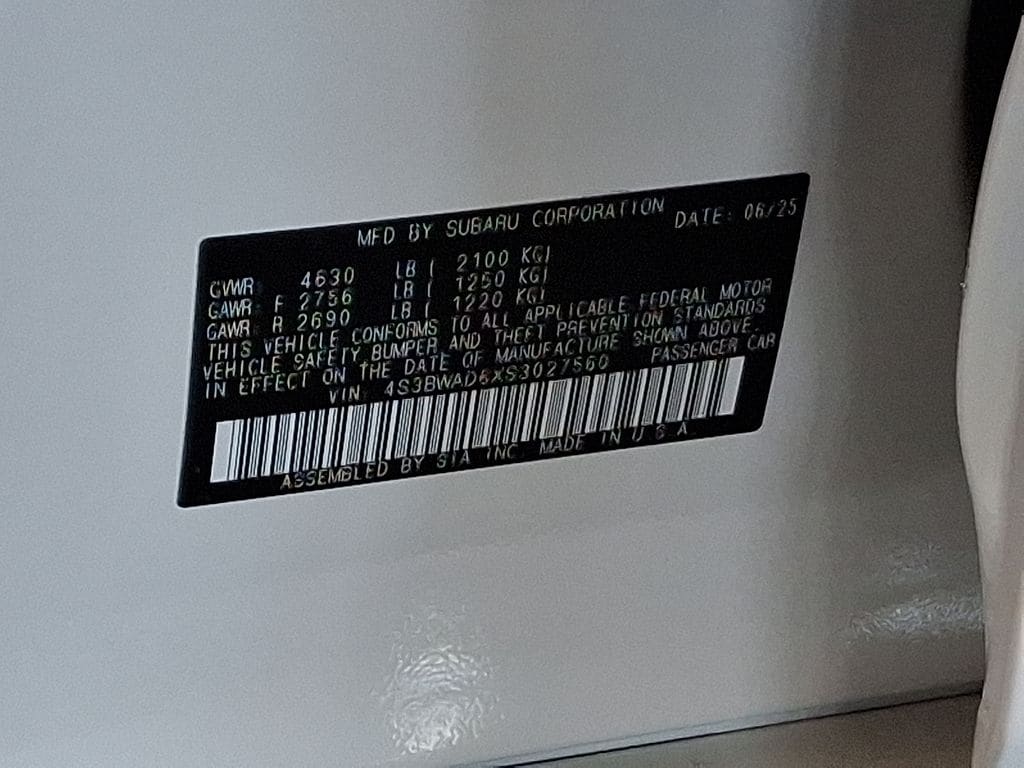 MFD BY SUBARU CORPORATION DATE: 06/25
GVWR 4630 LB ( 2100 KG)
GAWR F 2756 LB ( 1250 KG)
GAWR R 2690 LB ( 1220 KG)
THIS VEHICLE CONFORMS TO ALL APPLICABLE FEDERAL MOTOR
VEHICLE SAFETY, BUMPER AND THEFT PREVENTION STANDARDS
IN EFFECT ON THE DATE OF MANUFACTURE SHOWN ABOVE.
VIN: 4S3BWAD6XS3027560 PASSENGER CAR
ASSEMBLED BY SIA INC. MADE IN U.S.A.